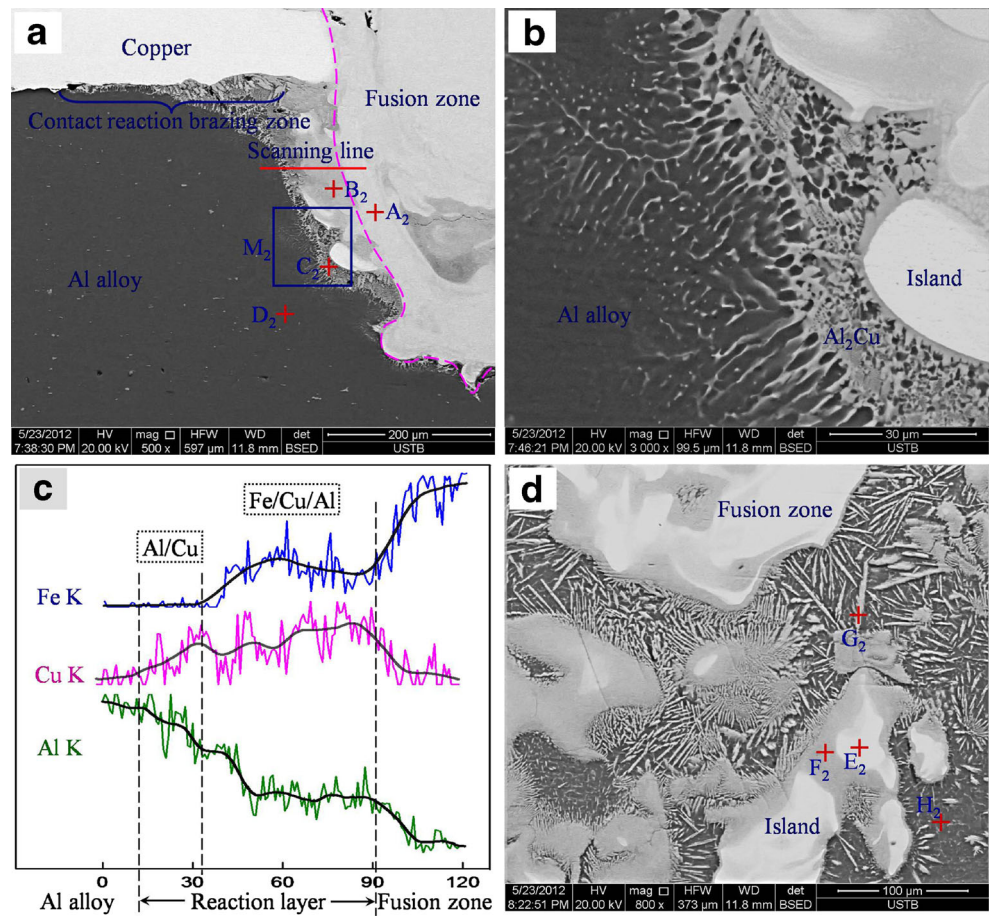 a
Copper
Fusion zone
Contact reaction brazing zone
Scanning line
B2
A2
M2
C2
Al alloy
D2
5/23/2012 HV mag HFW WD det 200 µm
7:38:30 PM 20.00 kV 500 x 597 µm 11.8 mm BSED USTB
b
Island
Al alloy
Al2Cu
5/23/2012 HV mag HFW WD det 30 µm
7:46:21 PM 20.00 kV 3 000 x 99.5 µm 11.8 mm BSED USTB
c
Fe/Cu/Al
Al/Cu
Fe K
Cu K
Al K
0 30 60 90 120
Al alloy Reaction layer Fusion zone
d
Fusion zone
G2
F2 E2
H2
Island
5/23/2012 HV mag HFW WD det 100 µm
8:22:51 PM 20.00 kV 800 x 373 µm 11.8 mm BSED USTB